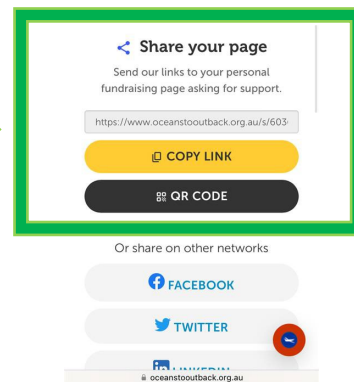 Share your page
Send our links to your personal
fundraising page asking for support.
https://www.oceanstooutback.org.au/s/603
COPY LINK
QR CODE
Or share on other networks
FACEBOOK
TWITTER
LINKEDIN
oceanstooutback.org.au